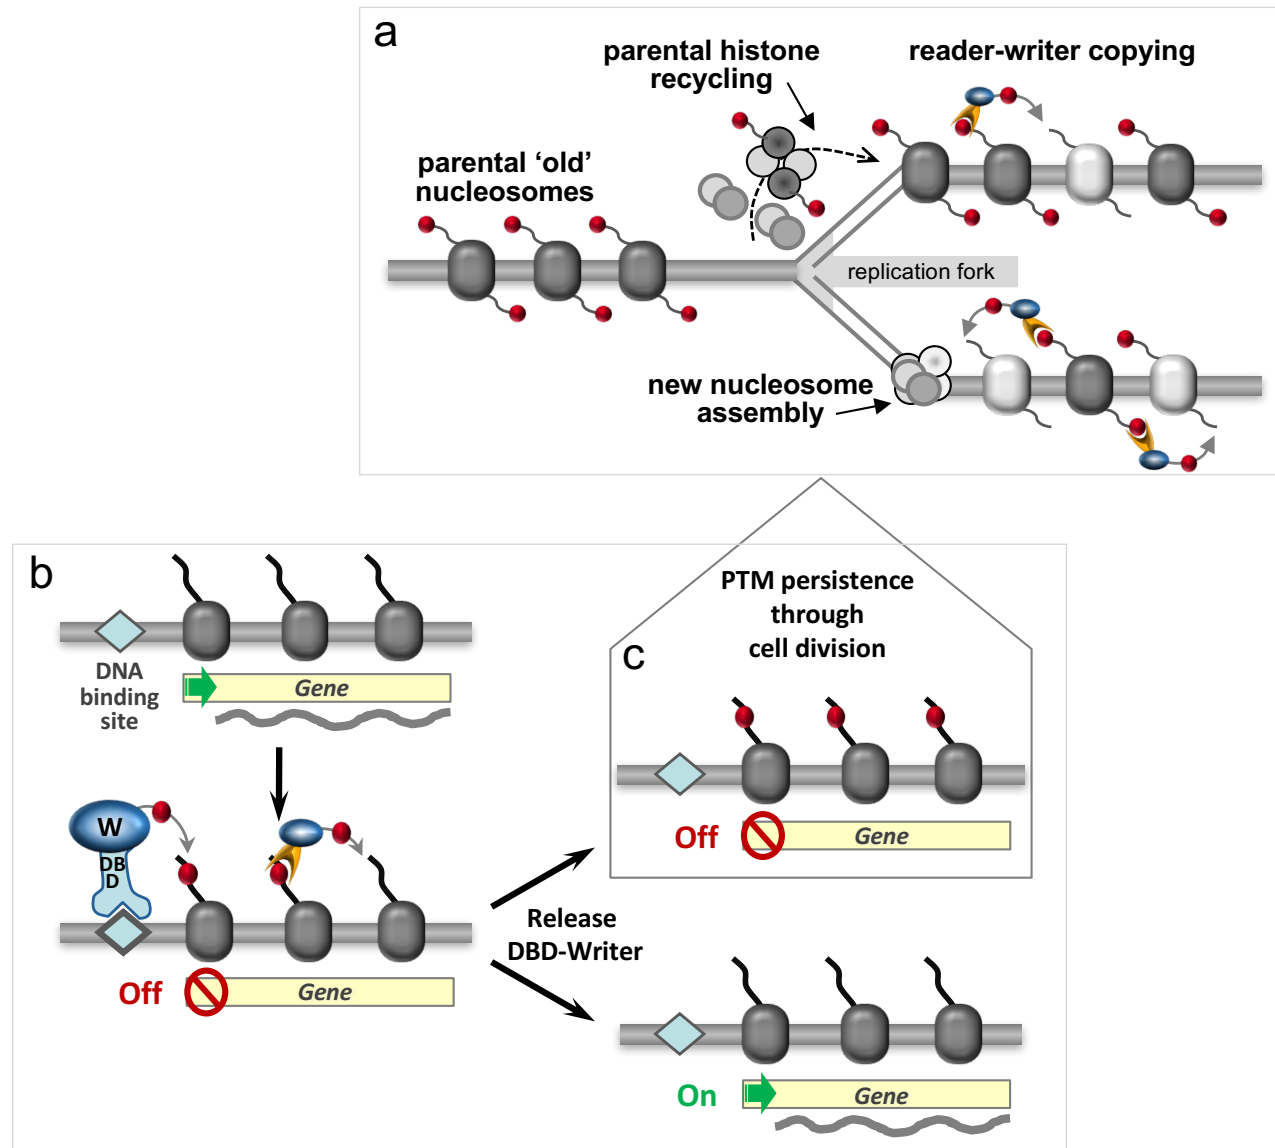 a
parental histone
recycling
reader-writer copying
parental ‘old’
nucleosomes
replication fork
new nucleosome
assembly
b
DNA
binding
site
Gene
W
DB
D
Off
Gene
Release
DBD-Writer
PTM persistence
through
cell division
c
Off
Gene
On
Gene